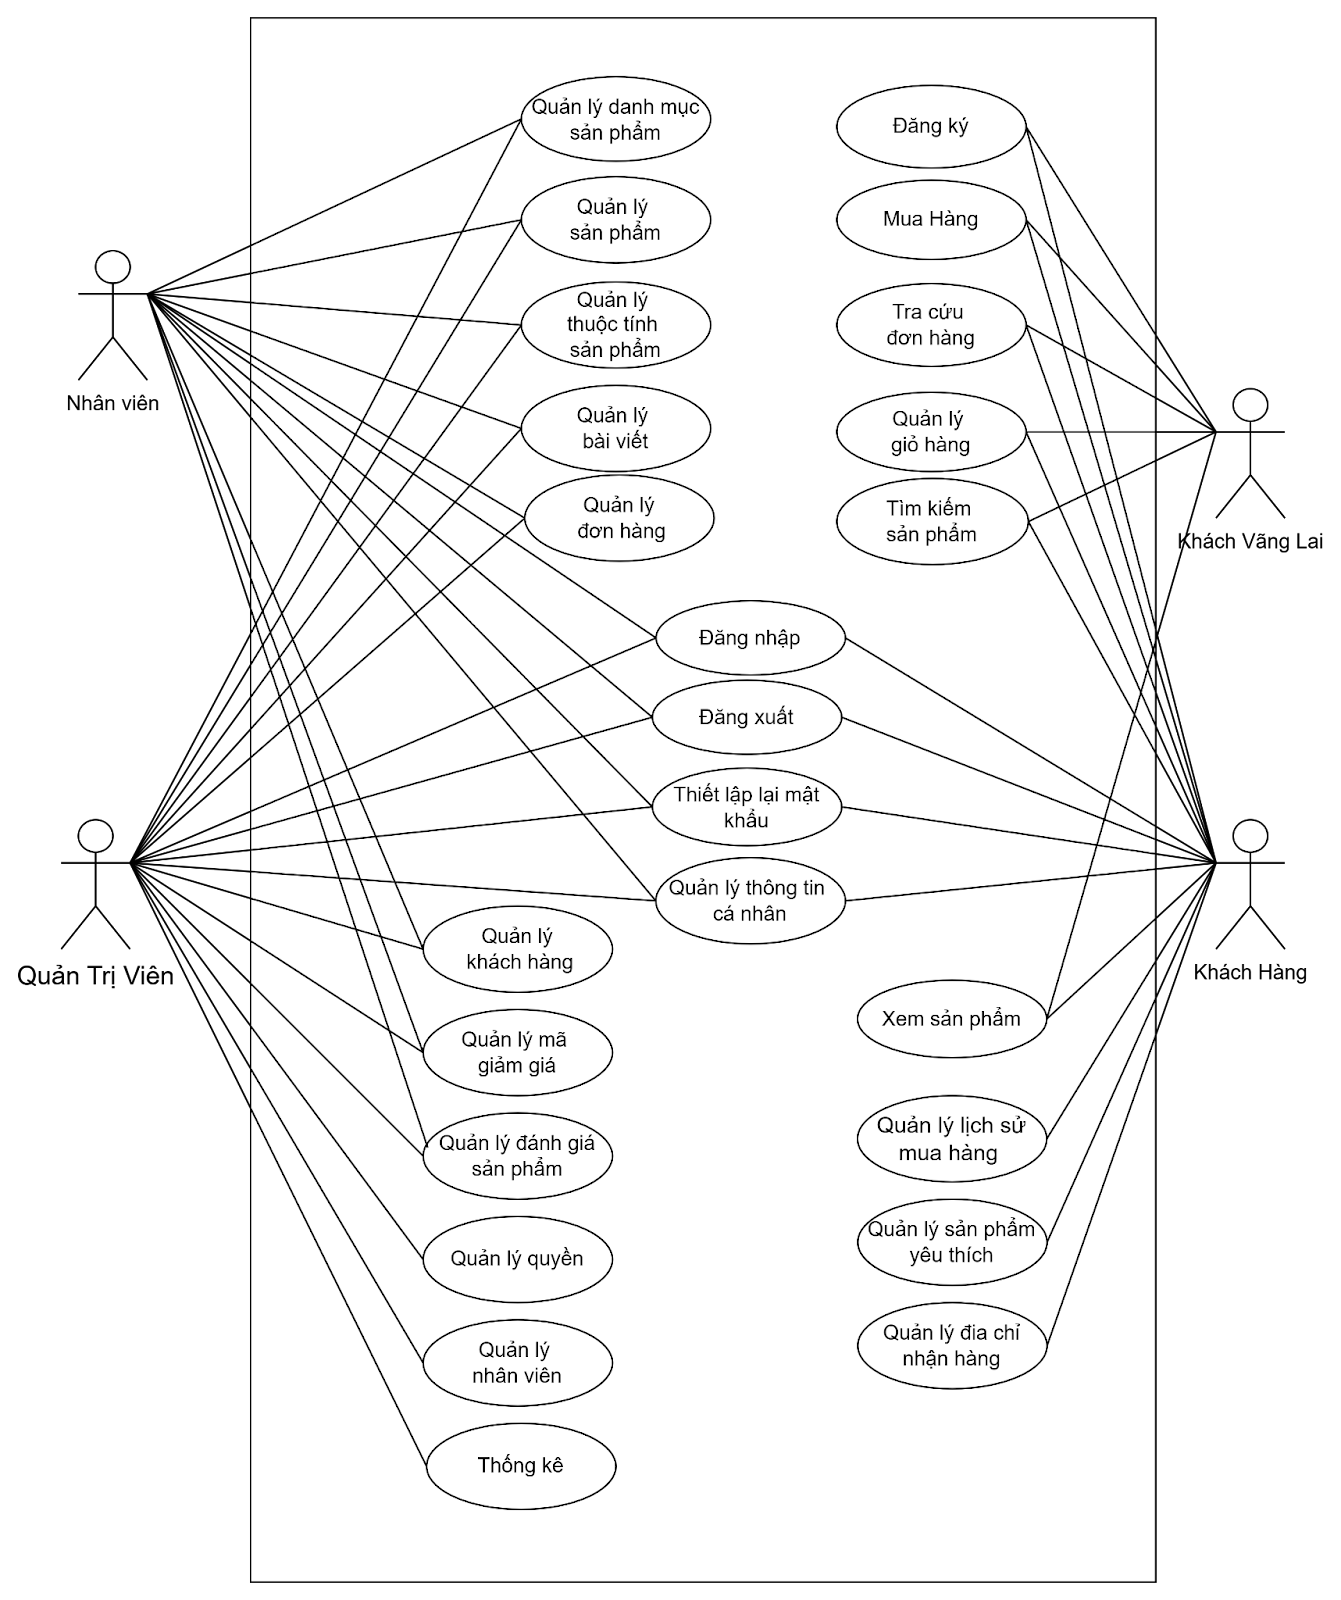 Quản lý danh mục
sản phẩm
Đăng ký
Quản lý
sản phẩm
Mua Hàng
Quản lý
thuộc tính
sản phẩm
Tra cứu
đơn hàng
Nhân viên
Quản lý
bài viết
Quản lý
giỏ hàng
Quản lý
đơn hàng
Tìm kiếm
sản phẩm
Khách Vãng Lai
Đăng nhập
Đăng xuất
Thiết lập lại mật
khẩu
Quản lý thông tin
cá nhân
Quản Trị Viên
Khách Hàng
Quản lý
khách hàng
Xem sản phẩm
Quản lý mã
giảm giá
Quản lý đánh giá
sản phẩm
Quản lý lịch sử
mua hàng
Quản lý quyền
Quản lý sản phẩm
yêu thích
Quản lý
nhân viên
Quản lý đia chỉ
nhận hàng
Thống kê